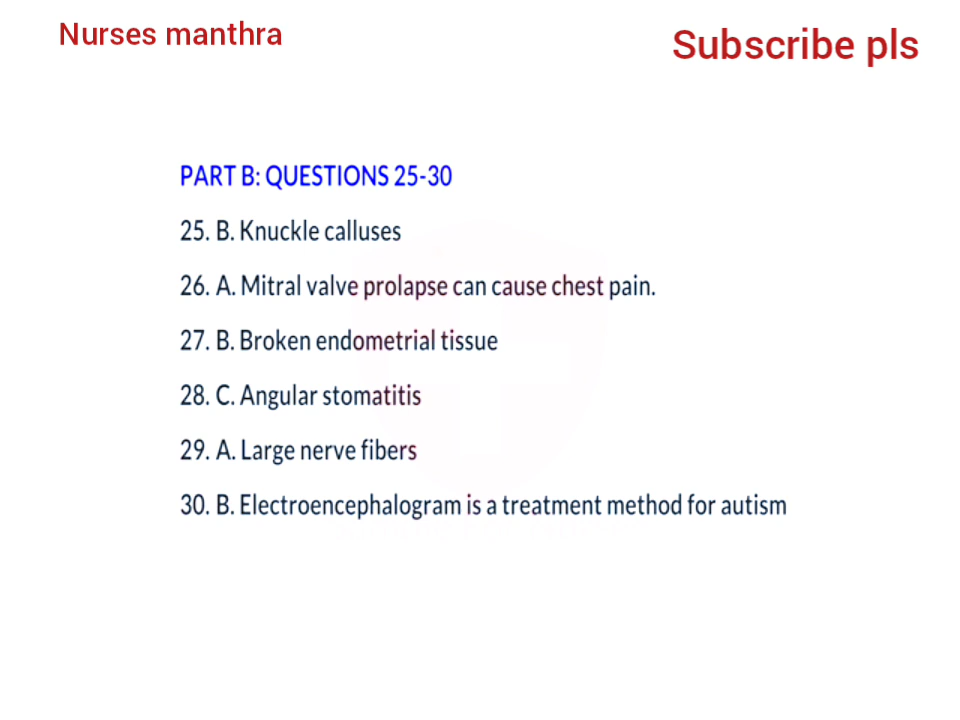 Nurses manthra
Subscribe pls
PART B: QUESTIONS 25-30
25. B. Knuckle calluses
26. A. Mitral valve prolapse can cause chest pain.
27. B. Broken endometrial tissue
28. C. Angular stomatitis
29. A. Large nerve fibers
30. B. Electroencephalogram is a treatment method for autism